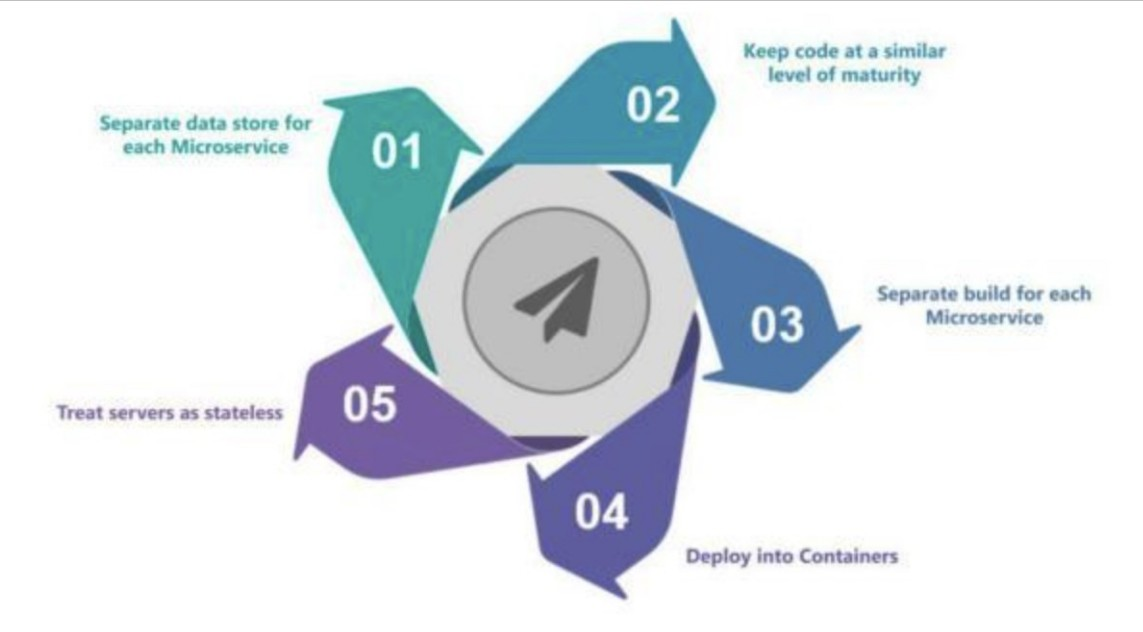 01
Separate data store for
each Microservice
02
Keep code at a similar
level of maturity
03
Separate build for each
Microservice
04
Deploy into Containers
05
Treat servers as stateless